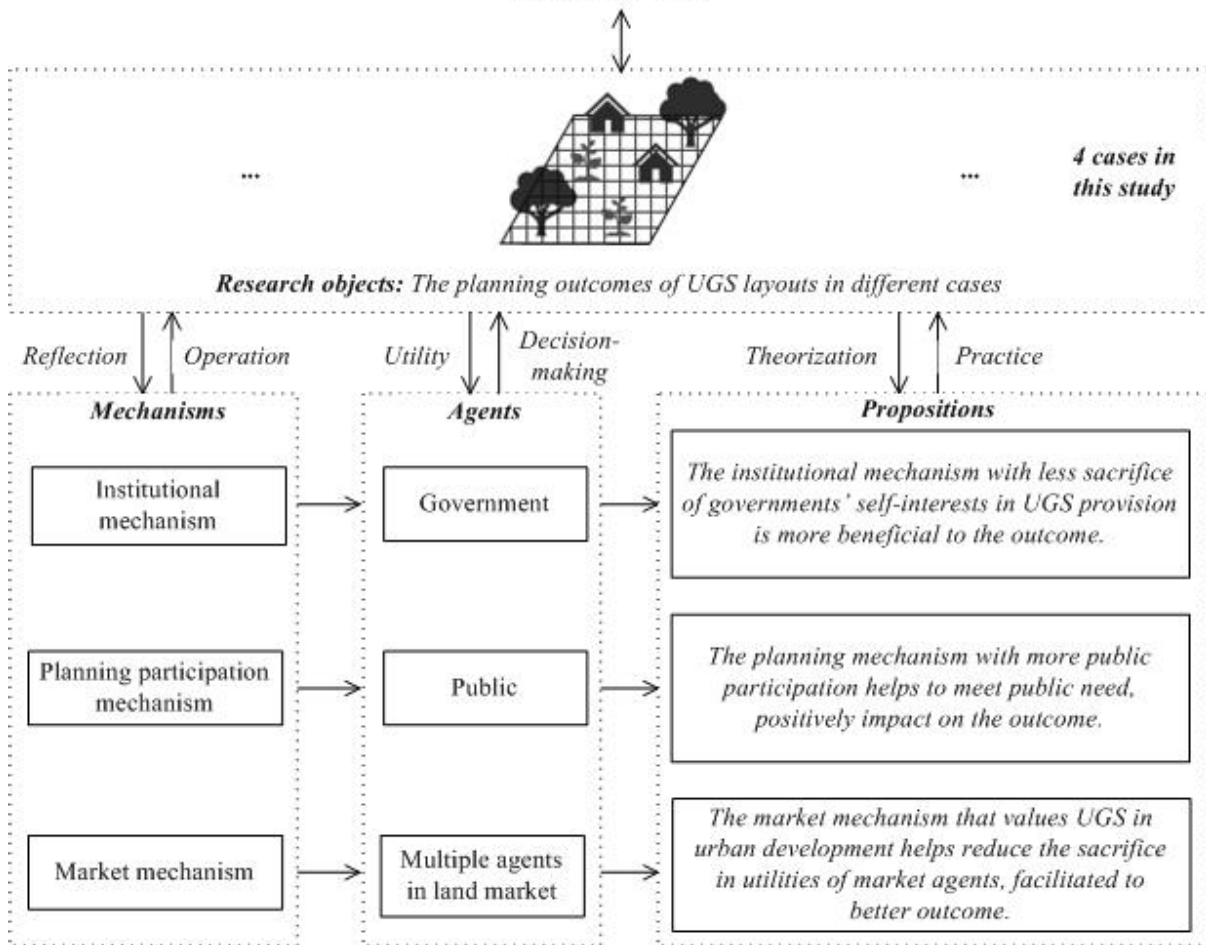 ...
...
4 cases in
this study
Research objects: The planning outcomes of UGS layouts in different cases
Reflection
Operation
Utility
Decision-
making
Theorization
Practice
Mechanisms
Agents
Propositions
Institutional
mechanism
Government
The institutional mechanism with less sacrifice
of governments' self-interests in UGS provision
is more beneficial to the outcome.
Planning participation
mechanism
Public
The planning mechanism with more public
participation helps to meet public need,
positively impact on the outcome.
Market mechanism
Multiple agents
in land market
The market mechanism that values UGS in
urban development helps reduce the sacrifice
in utilities of market agents, facilitated to
better outcome.